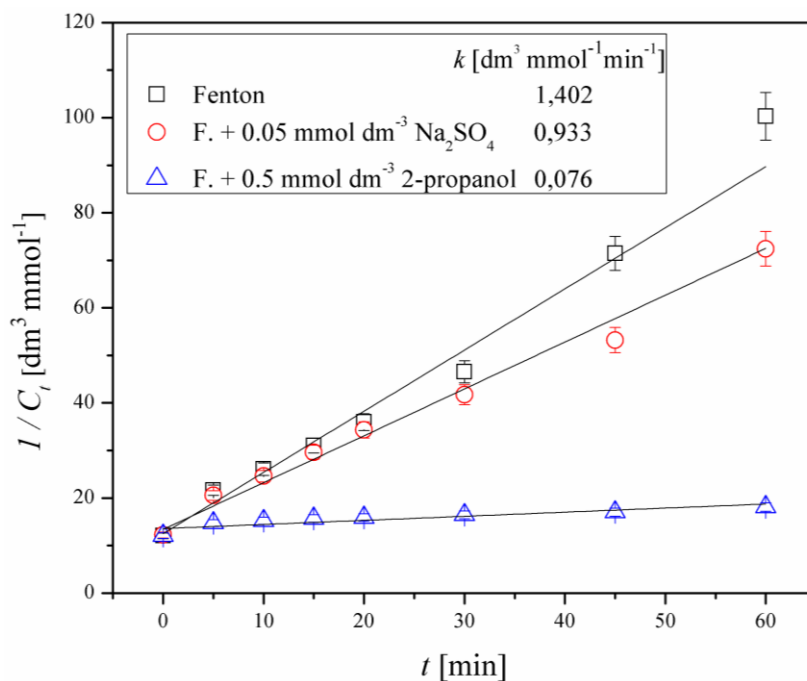 120
100
80
60
40
20
0
1 / Cₜ [dm³ mmol⁻¹]
k [dm³ mmol⁻¹min⁻¹]
Fenton 1,402
F. + 0.05 mmol dm⁻³ Na₂SO₄ 0,933
F. + 0.5 mmol dm⁻³ 2-propanol 0,076
0 10 20 30 40 50 60
t [min]